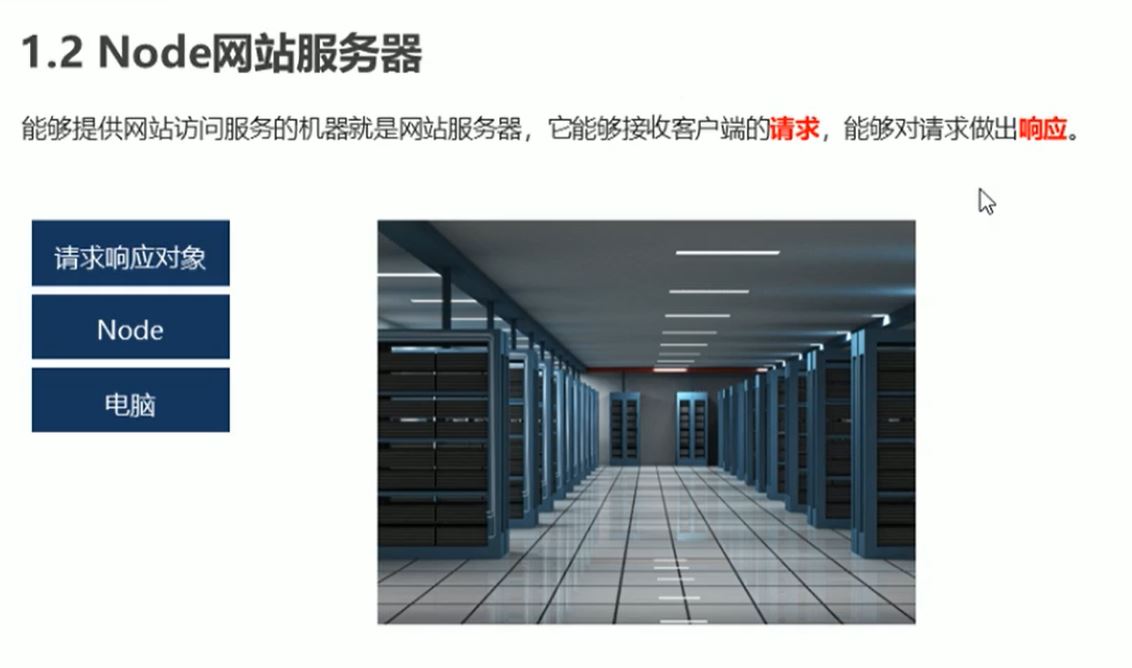 1.2 Node网站服务器
能够提供网站访问服务的机器就是网站服务器，它能够接收客户端的请求，能够对请求做出响应。
请求响应对象
Node
电脑